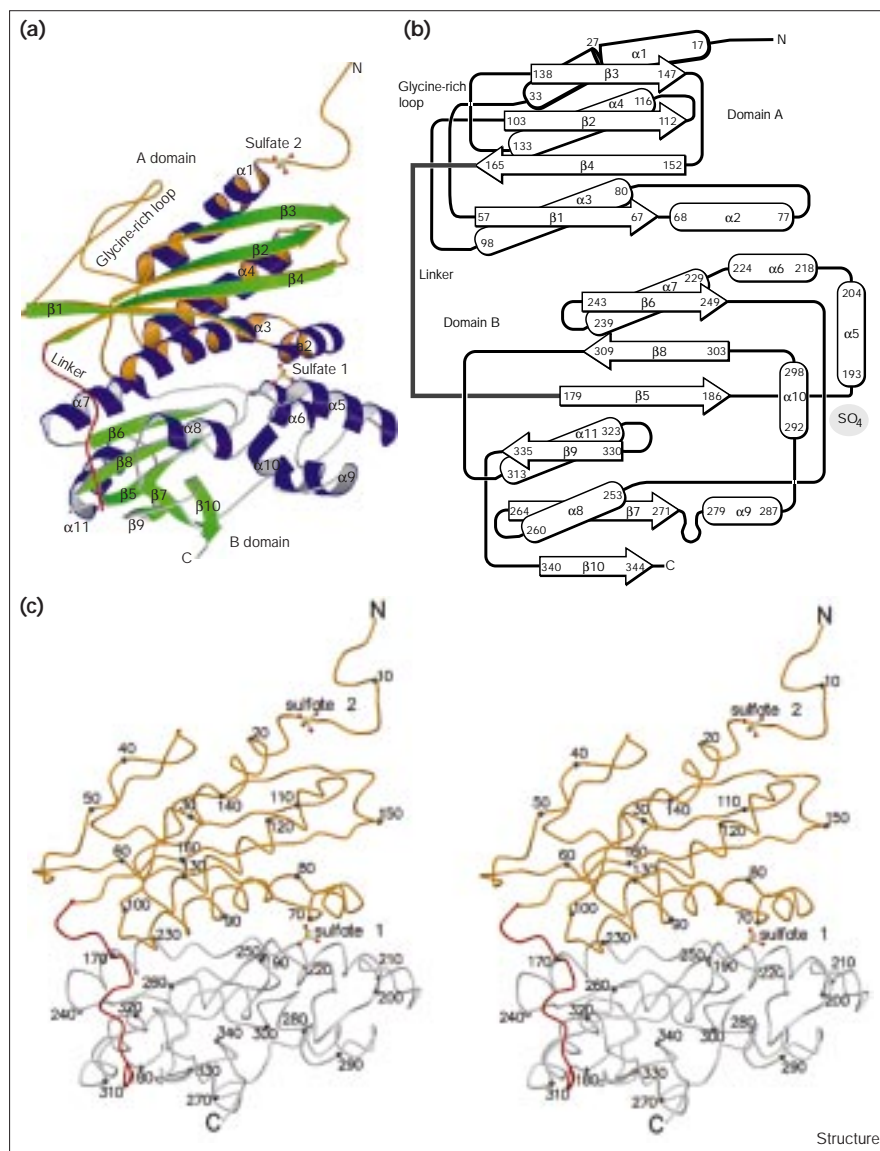 (a)
N
Sulfate 2
A domain
α1
Glycine-rich loop
β3
β2
α4
β4
β1
α3
α2
Linker
Sulfate 1
α7
α5
α8
α6
β6
β8
α10
α9
β5
β7
β10
α11
β9
B domain
C
(b)
27
17
N
α1
138
β3
147
Glycine-rich
loop
33
α4
116
Domain A
103
β2
112
133
165
β4
152
80
α3
57
β1
67
68
α2
77
98
Linker
229
224
α6
218
α7
204
243
β6
249
Domain B
239
α5
309
β8
303
298
193
179
β5
186
α10
SO4
292
α11
323
335
β9
330
313
253
264
α8
β7
271
279
α9
287
260
340
β10
344
C
(c)
N
10
sulfate 2
20
40
50
30
140
110
120
150
60
160
130
80
100
90
70
230
sulfate 1
170
250
190
220
210
260
200
240
320
280
340
300
290
180
330
310
270
C
N
10
sulfate 2
20
40
50
30
140
110
120
150
60
160
130
80
100
90
70
230
sulfate 1
170
250
190
220
210
260
200
240
320
280
340
300
290
180
330
310
270
C
Structure